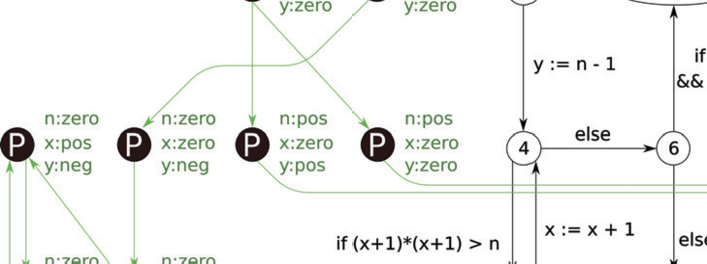 y:zero
y:zero
y := n - 1
if
&&
n:zero
x:pos
y:neg
P
n:zero
x:zero
y:neg
P
n:pos
x:zero
y:pos
P
n:pos
x:zero
y:zero
P
4
else
6
if (x+1)*(x+1) > n
x := x + 1
else
n:zero
n:zero